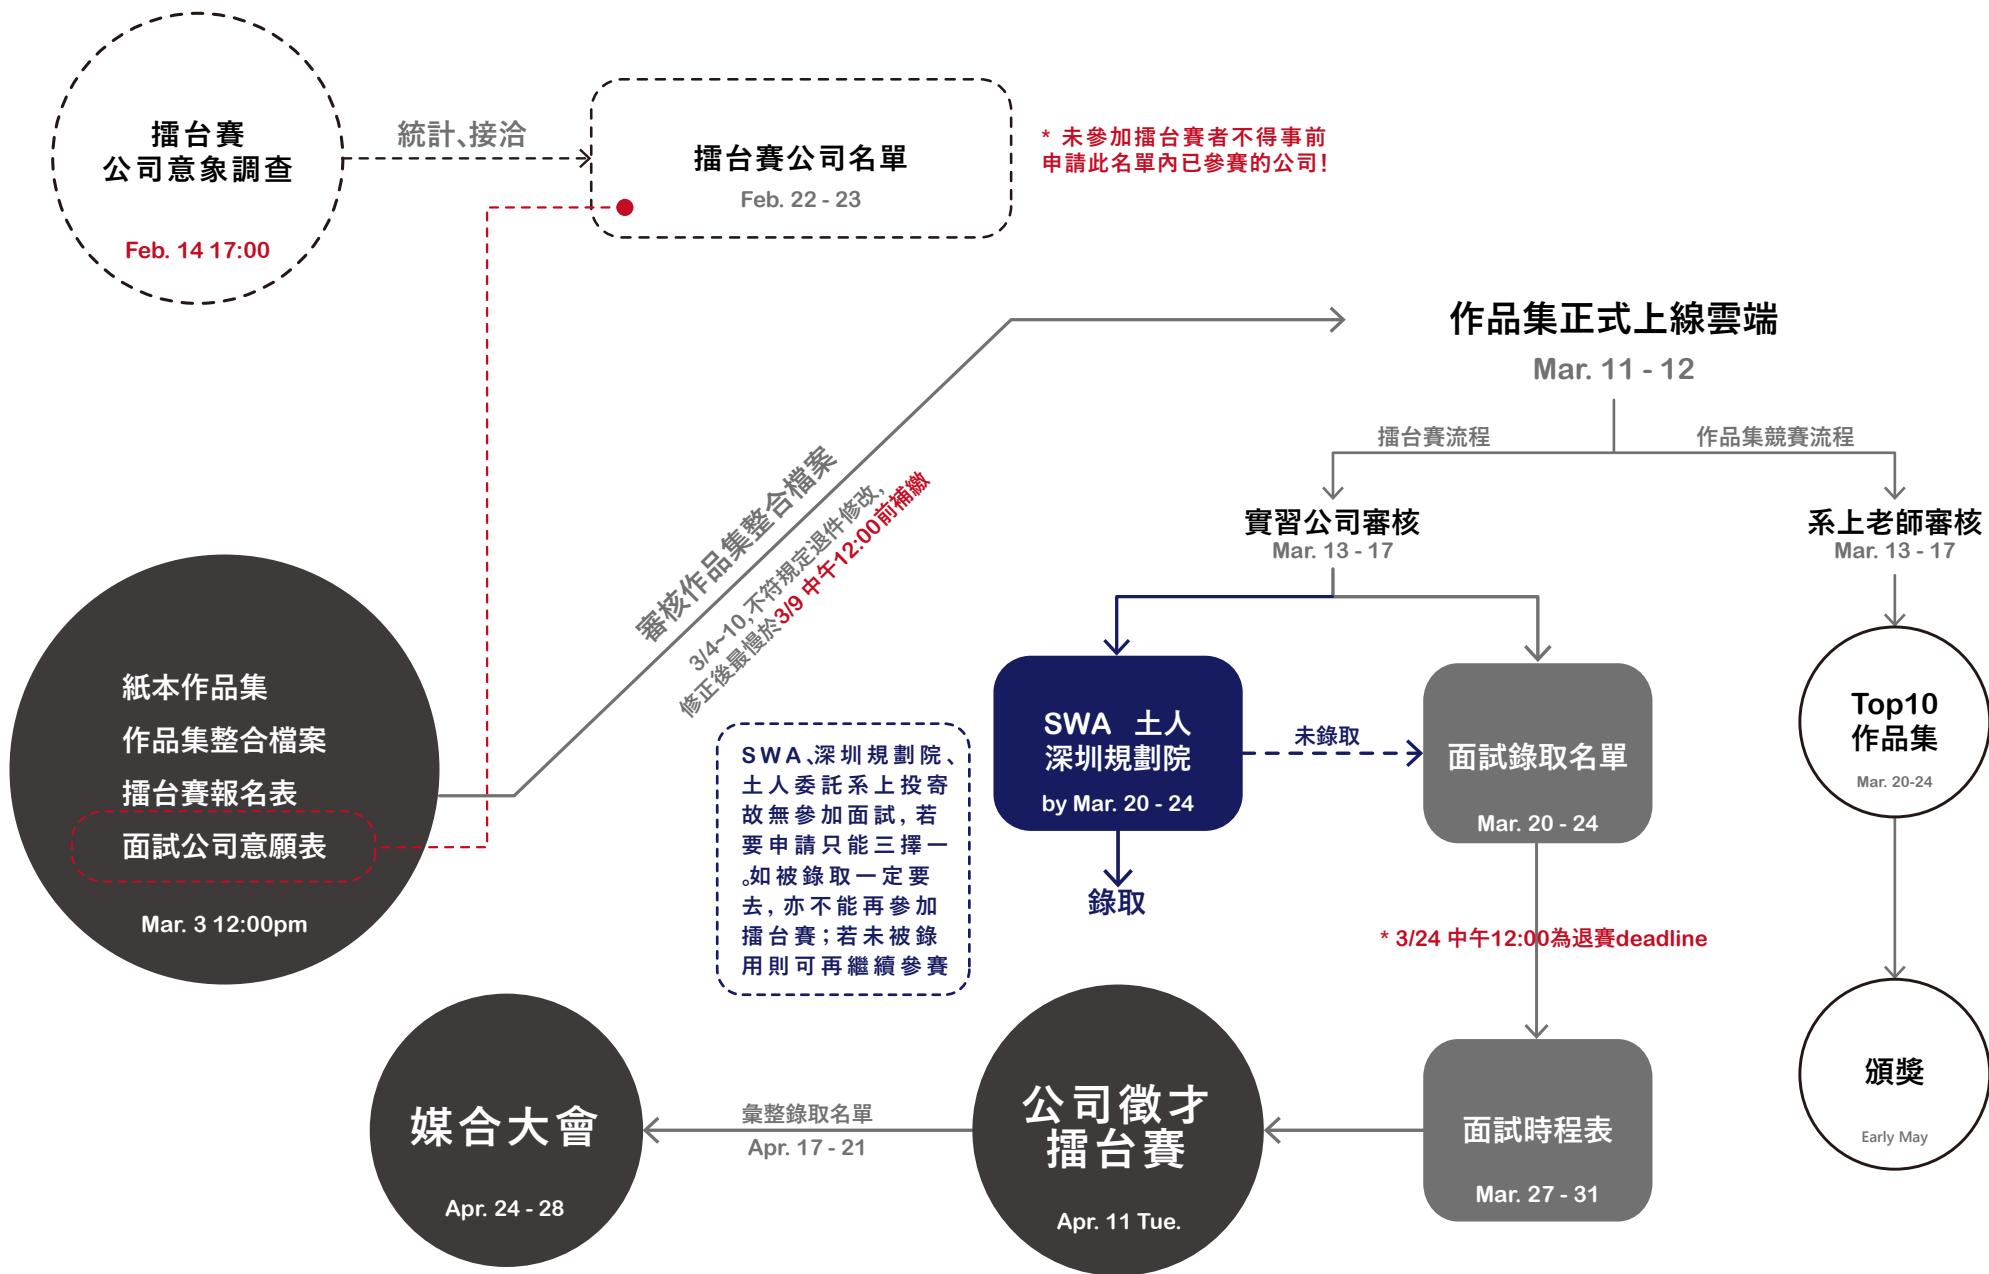 擂台賽
公司意象調查
Feb. 14 17:00
統計、接洽
擂台賽公司名單
Feb. 22 - 23
* 未參加擂台賽者不得事前
申請此名單內已參賽的公司！
作品集正式上線雲端
Mar. 11 - 12
擂台賽流程
作品集競賽流程
實習公司審核
Mar. 13 - 17
系上老師審核
Mar. 13 - 17
審核作品集整合檔案
3/4~10,不符規定退件修改，
修正後最慢於3/9 中午12:00前補繳
紙本作品集
作品集整合檔案
擂台賽報名表
面試公司意願表
Mar. 3 12:00pm
SWA、深圳規劃院、
土人委託系上投寄
故無參加面試，若
要申請只能三擇一
。如被錄取一定要
去，亦不能再參加
擂台賽；若未被錄
用則可再繼續參賽
SWA 土人
深圳規劃院
by Mar. 20 - 24
未錄取
錄取
面試錄取名單
Mar. 20 - 24
Top10
作品集
Mar. 20-24
* 3/24 中午12:00為退賽deadline
面試時程表
Mar. 27 - 31
公司徵才
擂台賽
Apr. 11 Tue.
彙整錄取名單
Apr. 17 - 21
媒合大會
Apr. 24 - 28
頒獎
Early May